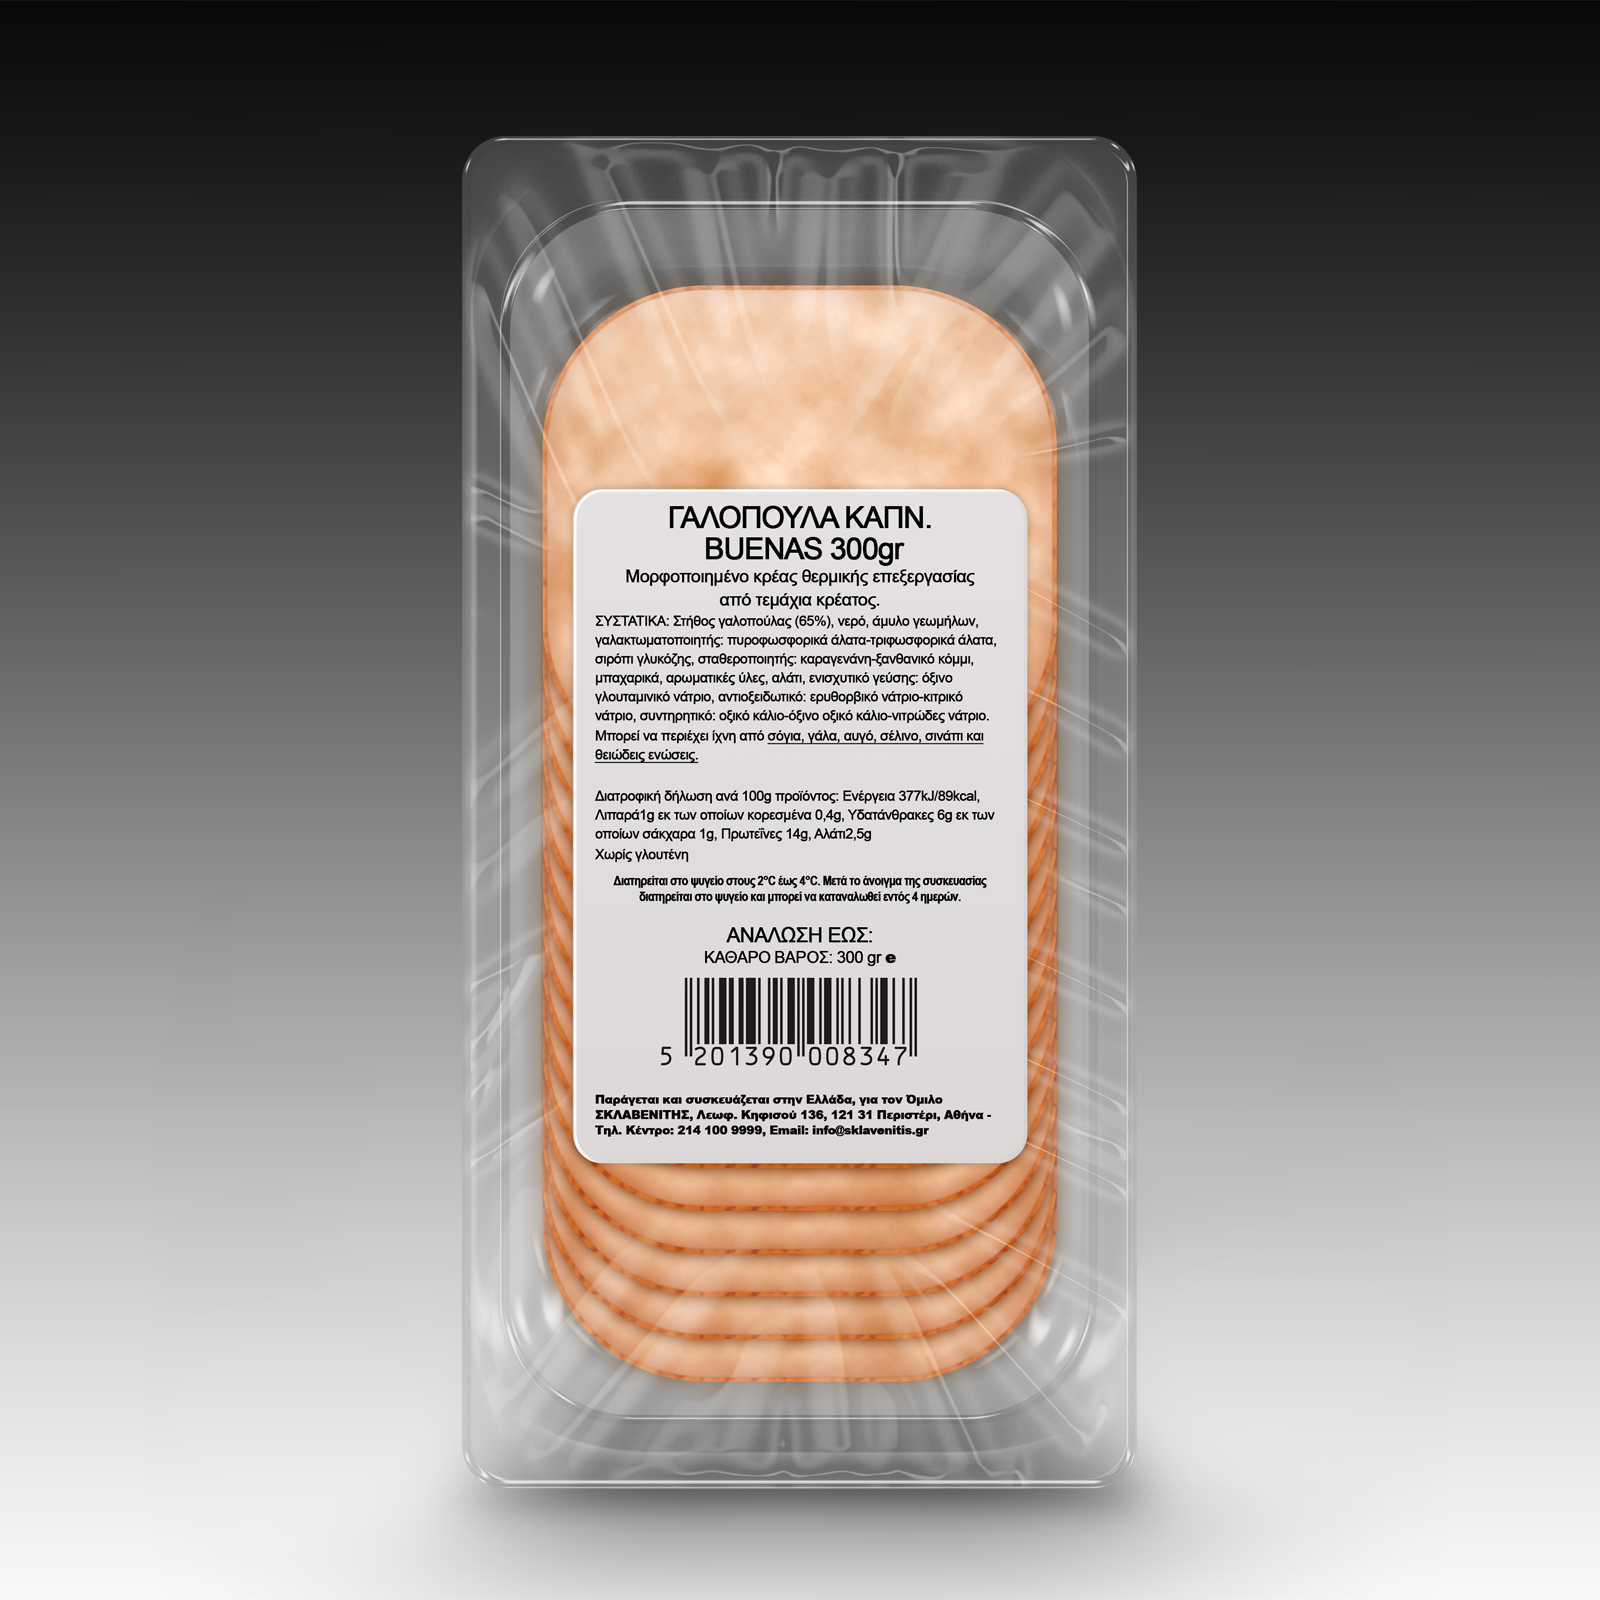 ΓΑΛΟΠΟΥΛΑ ΚΑΠΝ.
BUENAS 300gr
Μορφοποιημένο κρέας θερμικής επεξεργασίας
από τεμάχια κρέατος.
ΣΥΣΤΑΤΙΚΑ: Στήθος γαλοπούλας (65%), νερό, άμυλο γεωμήλων,
γαλακτωματοποιητής: πυροφωσφορικά άλατα-τριφωσφορικά άλατα,
σιρόπι γλυκόζης, σταθεροποιητής: καραγενάνη-ξανθανικό κόμμι,
μπαχαρικά, αρωματικές ύλες, αλάτι, ενισχυτικό γεύσης: όξινο
γλουταμινικό νάτριο, αντιοξειδωτικό: ερυθορβικό νάτριο-κιτρικό
νάτριο, συντηρητικό: οξικό κάλιο-όξινο οξικό κάλιο-νιτρώδες νάτριο.
Μπορεί να περιέχει ίχνη από σόγια, γάλα, αυγό, σέλινο, σινάπι και
θειώδεις ενώσεις.
Διατροφική δήλωση ανά 100g προϊόντος: Ενέργεια 377kJ/89kcal,
Λιπαρά1g εκ των οποίων κορεσμένα 0,4g, Υδατάνθρακες 6g εκ των
οποίων σάκχαρα 1g, Πρωτεΐνες 14g, Αλάτι2,5g
Χωρίς γλουτένη
Διατηρείται στο ψυγείο στους 2°C έως 4°C. Μετά το άνοιγμα της συσκευασίας
διατηρείται στο ψυγείο και μπορεί να καταναλωθεί εντός 4 ημερών.
ΑΝΑΛΩΣΗ ΕΩΣ:
ΚΑΘΑΡΟ ΒΑΡΟΣ: 300 gr e
5 201390 008347
Παράγεται και συσκευάζεται στην Ελλάδα, για τον Όμιλο
ΣΚΛΑΒΕΝΙΤΗΣ, Λεωφ. Κηφισού 136, 121 31 Περιστέρι, Αθήνα -
Τηλ. Κέντρο: 214 100 9999, Email: info@sklavenitis.gr